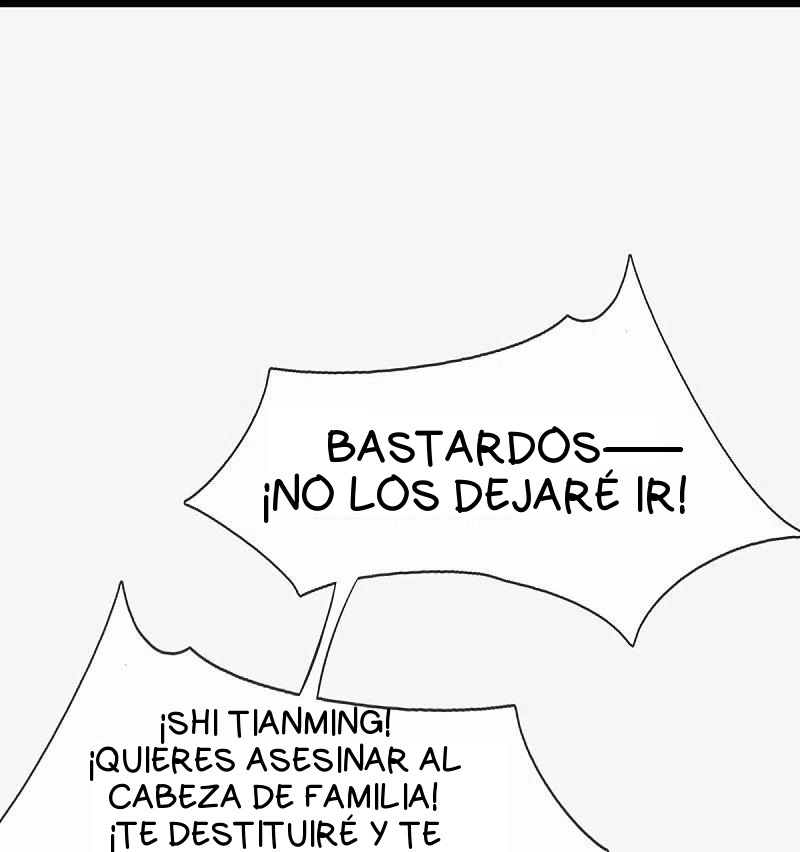 BASTARDOS——
¡NO LOS DEJARÉ IR!
¡SHI TIANMING!
¡QUIERES ASESINAR AL
CABEZA DE FAMILIA!
¡TE DESTITUIRÉ Y TE